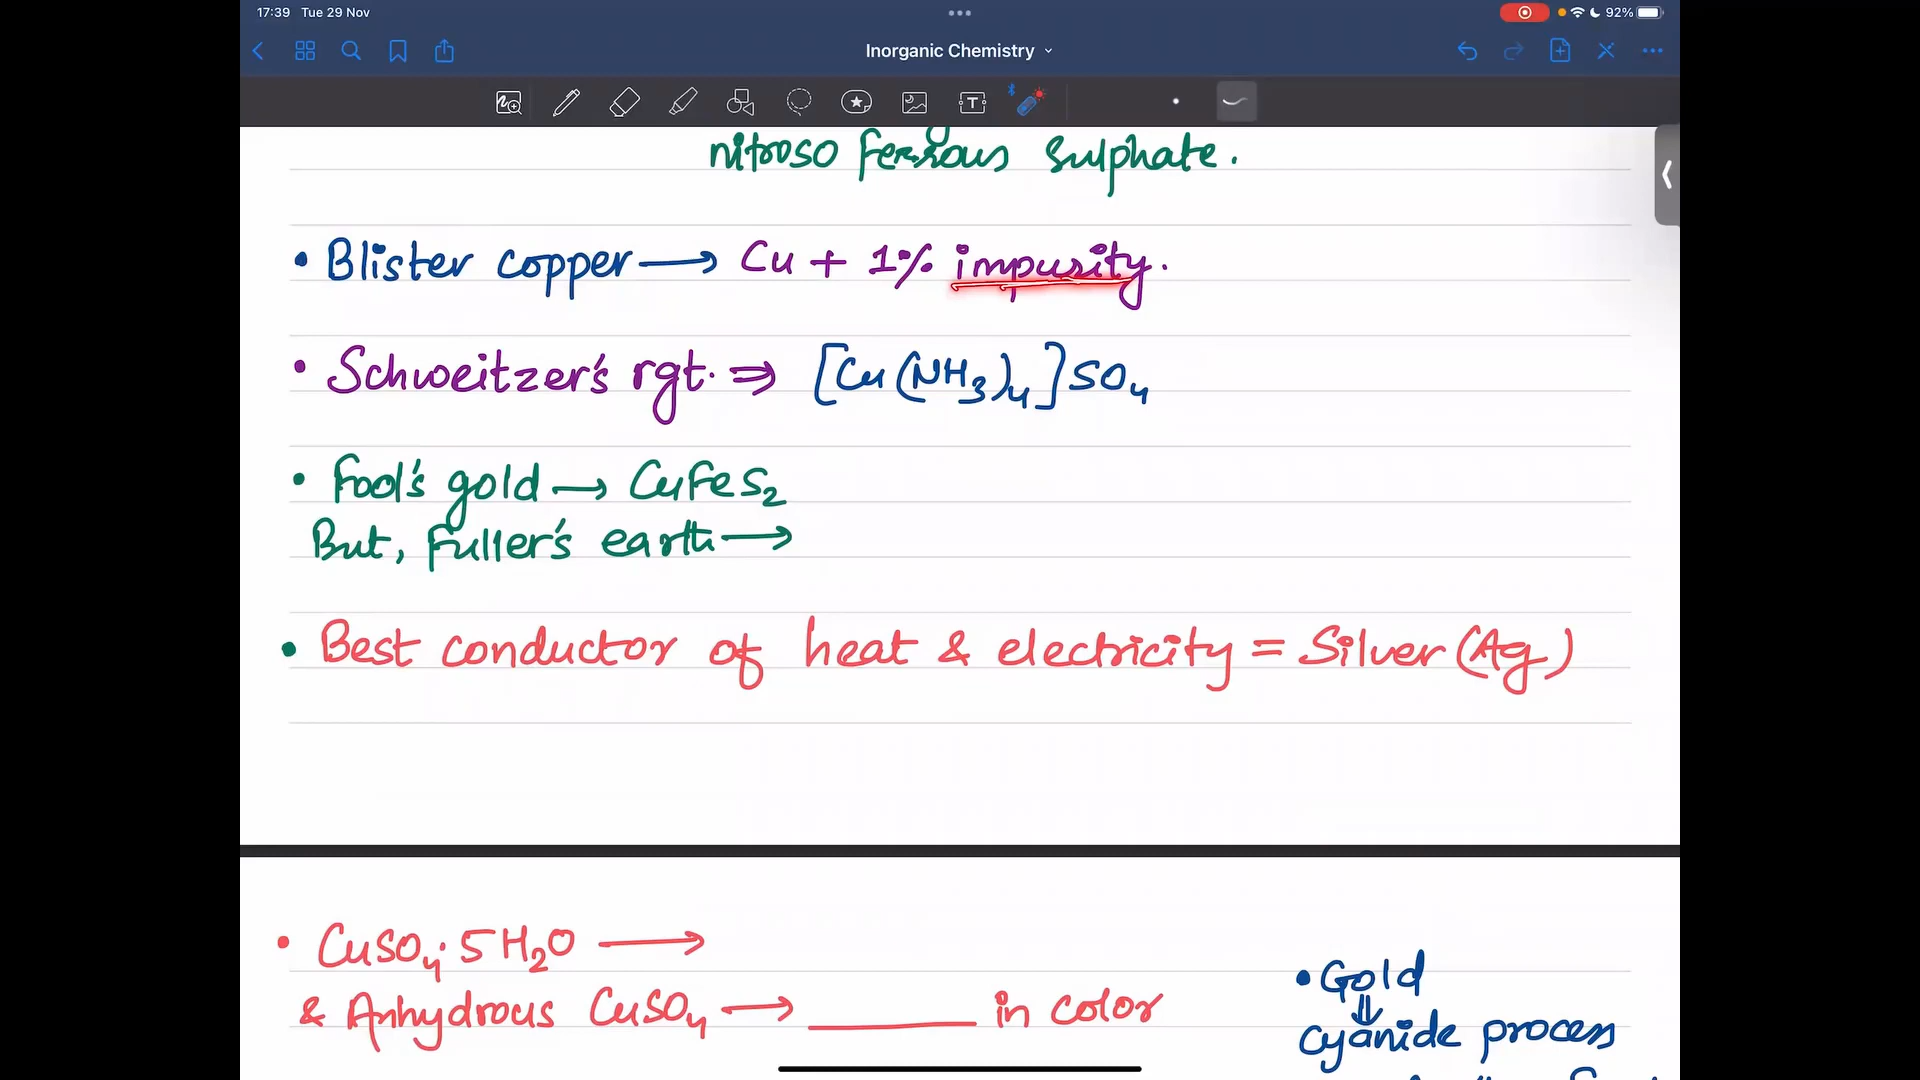 17:39 Tue 29 Nov
92%
Inorganic Chemistry
nitroso ferrous sulphate.
• Blister copper → Cu + 1% impurity.
• Schweitzer's rgt. ⇒ [Cu(NH₃)₄]SO₄
• Fool's gold → CuFeS₂
But, Fuller's earth →
• Best conductor of heat & electricity = Silver (Ag)
• CuSO₄·5H₂O →
& Anhydrous CuSO₄ → ______ in color
• Gold
⇓
Cyanide process